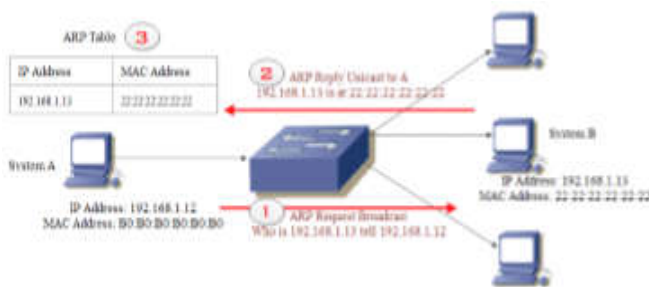 ARP Table 3
IP Address MAC Address
192.168.1.13 22:22:22:22:22:22
2 ARP Reply Unicast to A
192.168.1.13 is at 22:22:22:22:22:22
System A
System B
IP Address: 192.168.1.12
MAC Address: B0:B0:B0:B0:B0:B0
IP Address: 192.168.1.13
MAC Address: 22:22:22:22:22:22
1 ARP Request Broadcast
Who is 192.168.1.13 tell 192.168.1.12